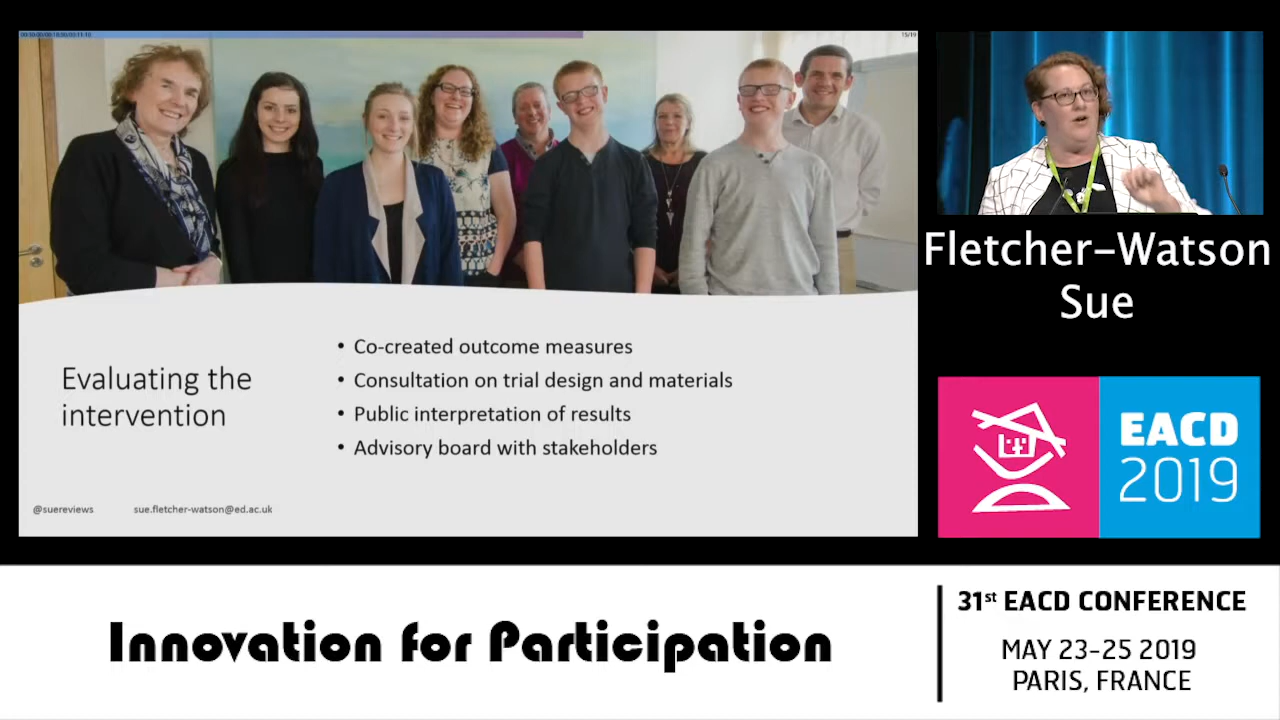 15/19
Evaluating the
intervention
• Co-created outcome measures
• Consultation on trial design and materials
• Public interpretation of results
• Advisory board with stakeholders
@suereviews
sue.fletcher-watson@ed.ac.uk
Fletcher-Watson
Sue
EACD
2019
Innovation for Participation
31st EACD CONFERENCE
MAY 23-25 2019
PARIS, FRANCE